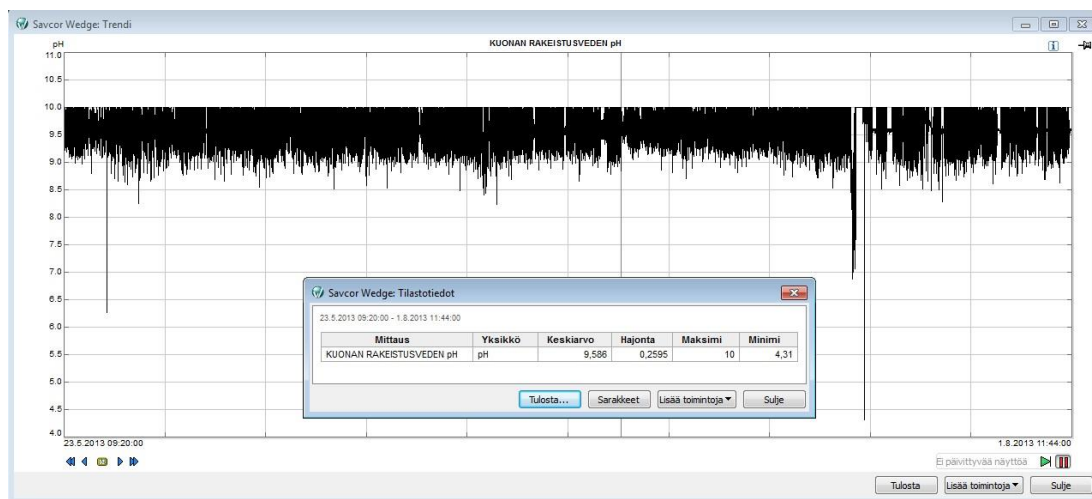 Savcor Wedge: Trendi
pH
KUONAN RAKEISTUSVEDEN pH
11.0
10.5
10.0
9.5
9.0
8.5
8.0
7.5
7.0
6.5
6.0
5.5
5.0
4.5
4.0
Savcor Wedge: Tilastotiedot
23.5.2013 09:20:00 - 1.8.2013 11:44:00
Mittaus Yksikkö Keskiarvo Hajonta Maksimi Minimi
KUONAN RAKEISTUSVEDEN pH pH 9,586 0,2595 10 4,31
Tulosta... Sarakkeet Lisää toimintoja Sulje
23.5.2013 09:20:00 1.8.2013 11:44:00
Ei päivittyvää näyttöä
Tulosta Lisää toimintoja Sulje